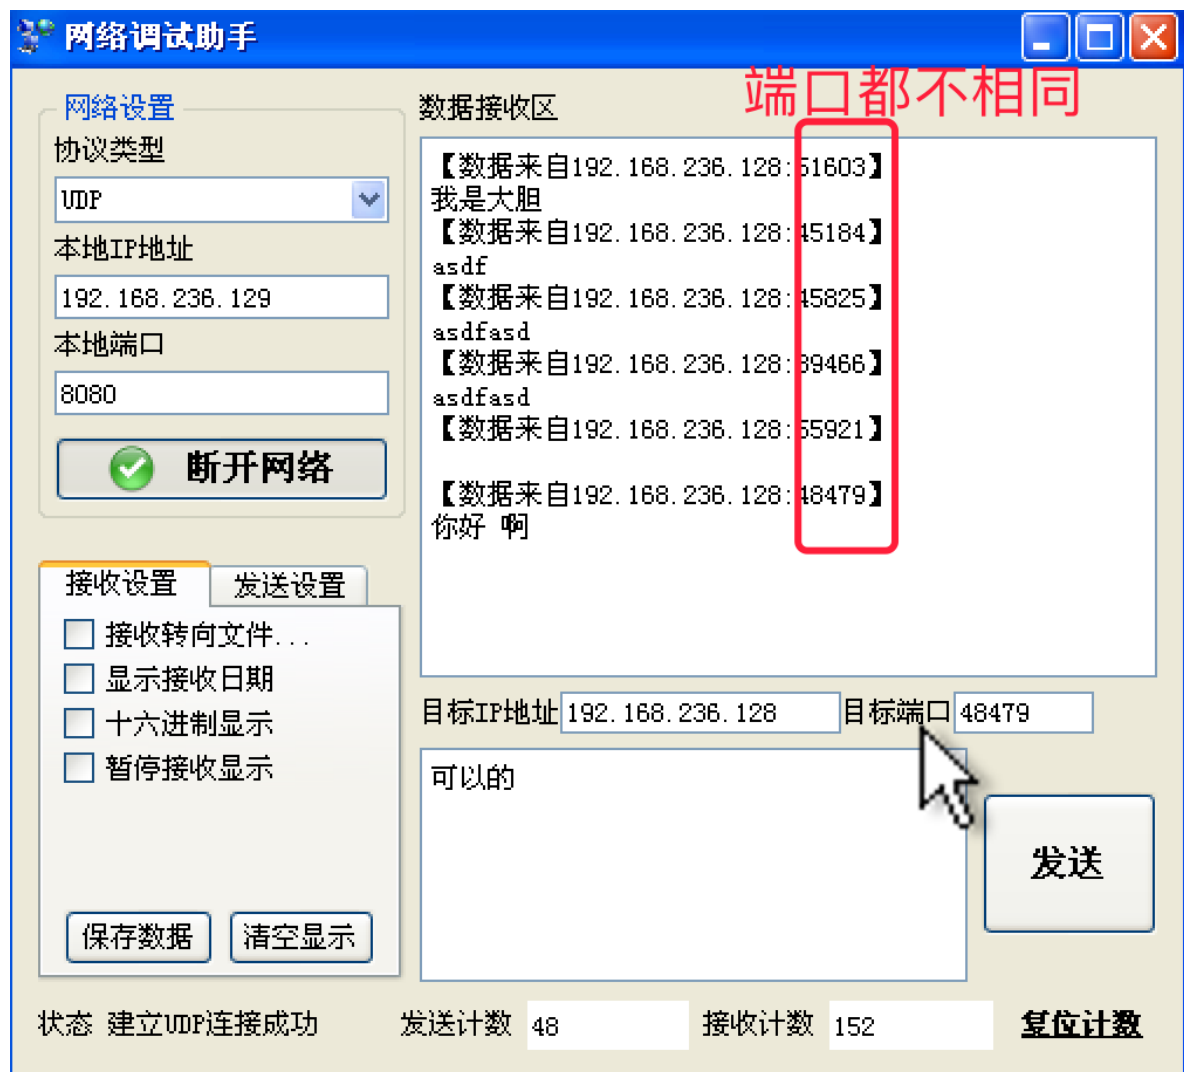 网络调试助手
端口都不相同
网络设置
协议类型
UDP
本地IP地址
192.168.236.129
本地端口
8080
断开网络
数据接收区
【数据来自192.168.236.128:51603】
我是大胆
【数据来自192.168.236.128:45184】
asdf
【数据来自192.168.236.128:45825】
asdfasd
【数据来自192.168.236.128:39466】
asdfasd
【数据来自192.168.236.128:55921】
【数据来自192.168.236.128:48479】
你好 啊
接收设置 发送设置
接收转向文件...
显示接收日期
十六进制显示
暂停接收显示
保存数据 清空显示
目标IP地址 192.168.236.128 目标端口 48479
可以的
发送
状态 建立UDP连接成功 发送计数 48 接收计数 152 复位计数